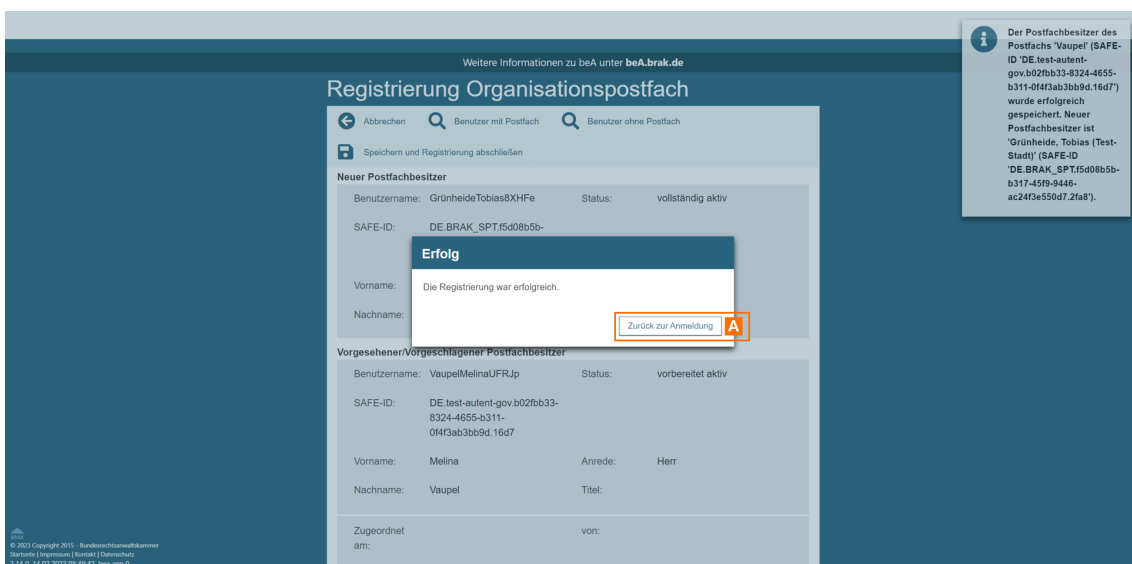 Weitere Informationen zu beA unter beA.brak.de
Registrierung Organisationspostfach
Abbrechen Benutzer mit Postfach Benutzer ohne Postfach
Speichern und Registrierung abschließen
Neuer Postfachbesitzer
Benutzername: GrünheideTobias8XHFe Status: vollständig aktiv
SAFE-ID: DE.BRAK_SPT.f5d08b5b-
Vorname:
Nachname:
Erfolg
Die Registrierung war erfolgreich.
Zurück zur Anmeldung A
Vorgesehener/Vorgeschlagener Postfachbesitzer
Benutzername: VaupelMelinaUFRJp Status: vorbereitet aktiv
SAFE-ID: DE.test-autent-gov.b02fbb33-
8324-4655-b311-
0f4f3ab3bb9d.16d7
Vorname: Melina Anrede: Herr
Nachname: Vaupel Titel:
Zugeordnet von:
am:
Der Postfachbesitzer des
Postfachs 'Vaupel' (SAFE-
ID 'DE.test-autent-
gov.b02fbb33-8324-4655-
b311-0f4f3ab3bb9d.16d7')
wurde erfolgreich
gespeichert. Neuer
Postfachbesitzer ist
'Grünheide, Tobias (Test-
Stadt)' (SAFE-ID
'DE.BRAK_SPT.f5d08b5b-
b317-45f9-9446-
ac24f3e550d7.2fa8').
BRAK
© 2023 Copyright 2015 - Bundesrechtsanwaltskammer
Startseite | Impressum | Kontakt | Datenschutz